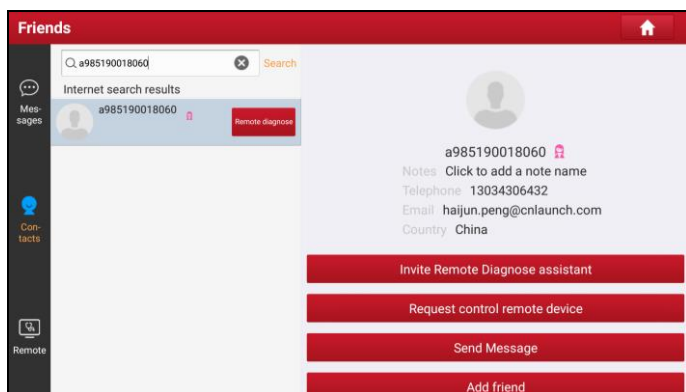 Friends
a985190018060
Search
Internet search results
a985190018060
Remote diagnose
Mes-
sages
Con-
tacts
Remote
a985190018060
Notes Click to add a note name
Telephone 13034306432
Email haijun.peng@cnlaunch.com
Country China
Invite Remote Diagnose assistant
Request control remote device
Send Message
Add friend